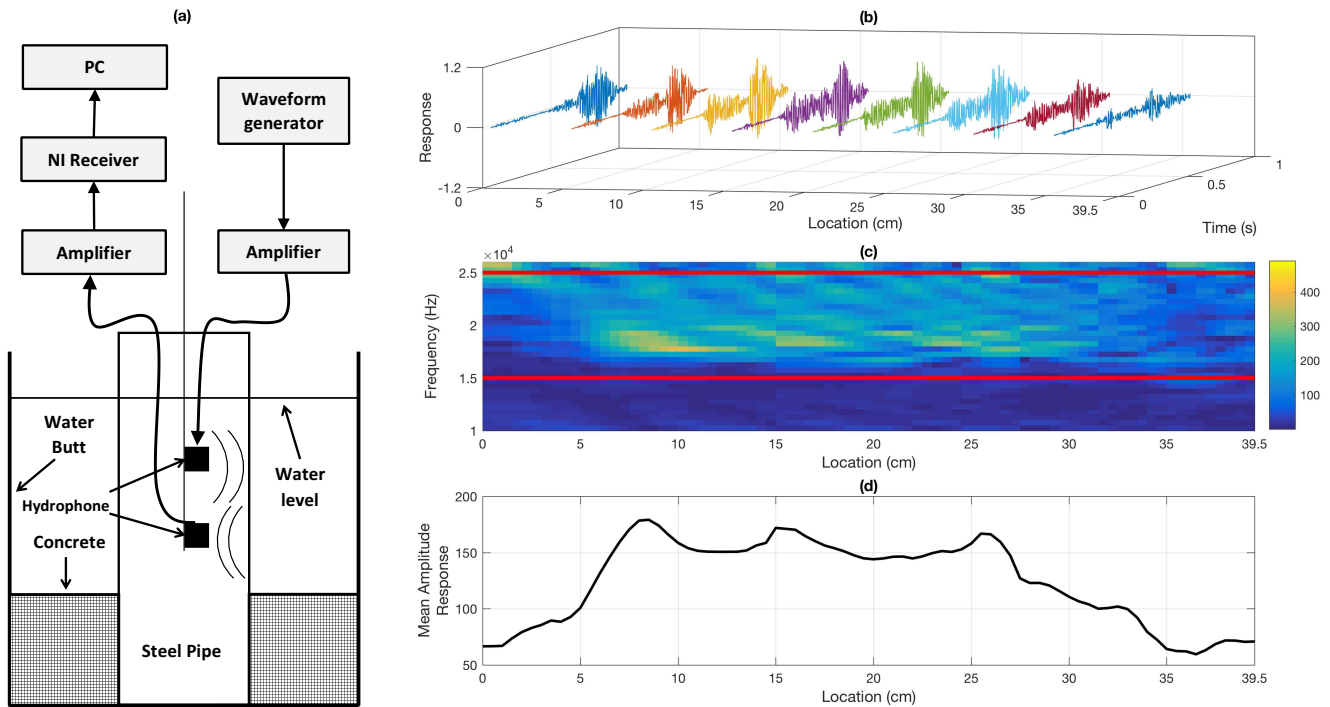 (a)
PC
Waveform
generator
NI Receiver
Amplifier
Amplifier
Water
Butt
Water
level
Hydrophone
Concrete
Steel Pipe
(b)
Response
1.2
0
-1.2
0
5
10
15
20
25
30
35
39.5
Location (cm)
0
0.5
1
Time (s)
(c)
×10⁴
Frequency (Hz)
2.5
2
1.5
1
0
5
10
15
20
25
30
35
39.5
Location (cm)
400
300
200
100
(d)
Mean Amplitude
Response
200
150
100
50
0
5
10
15
20
25
30
35
39.5
Location (cm)